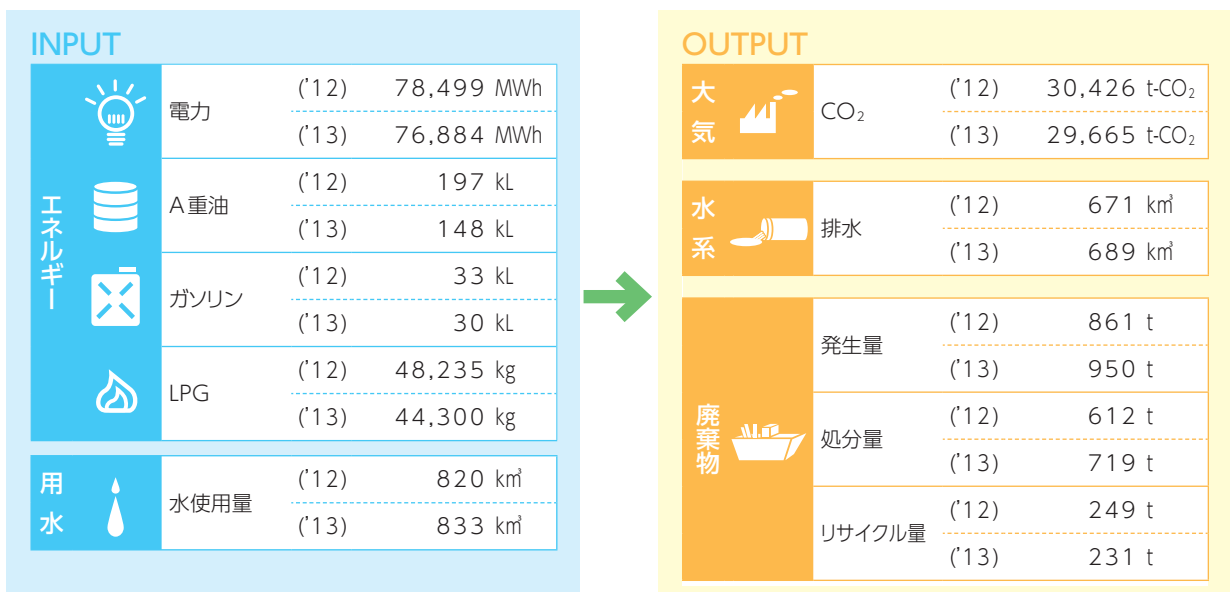 INPUT
エネルギー
電力
('12) 78,499 MWh
('13) 76,884 MWh
A重油
('12) 197 kL
('13) 148 kL
ガソリン
('12) 33 kL
('13) 30 kL
LPG
('12) 48,235 kg
('13) 44,300 kg
用水
水使用量
('12) 820 k㎥
('13) 833 k㎥
OUTPUT
大気
CO₂
('12) 30,426 t-CO₂
('13) 29,665 t-CO₂
水系
排水
('12) 671 k㎥
('13) 689 k㎥
廃棄物
発生量
('12) 861 t
('13) 950 t
処分量
('12) 612 t
('13) 719 t
リサイクル量
('12) 249 t
('13) 231 t